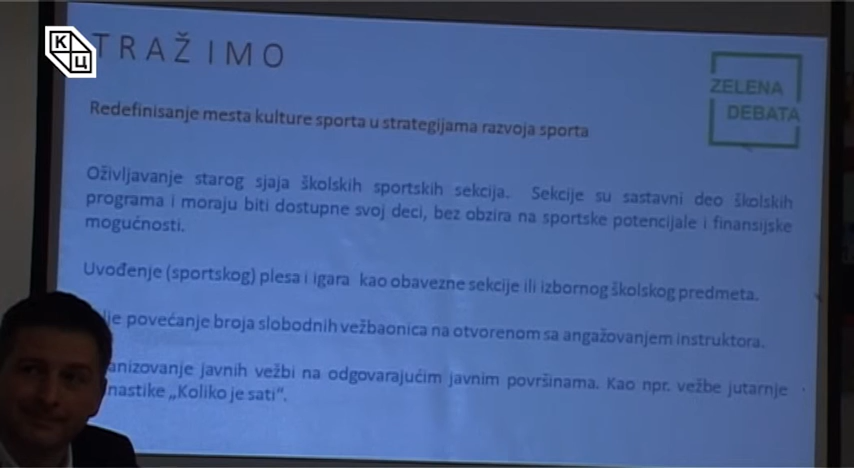 К
Ц
TRAŽIMO
ZELENA
DEBATA
Redefinisanje mesta kulture sporta u strategijama razvoja sporta
Oživljavanje starog sjaja školskih sportskih sekcija. Sekcije su sastavni deo školskih
programa i moraju biti dostupne svoj deci, bez obzira na sportske potencijale i finansijske
mogućnosti.
Uvođenje (sportskog) plesa i igara kao obavezne sekcije ili izbornog školskog predmeta.
povećanje broja slobodnih vežbaonica na otvorenom sa angažovanjem instruktora.
anizovanje javnih vežbi na odgovarajućim javnim površinama. Kao npr. vežbe jutarnje
nastike „Koliko je sati“.